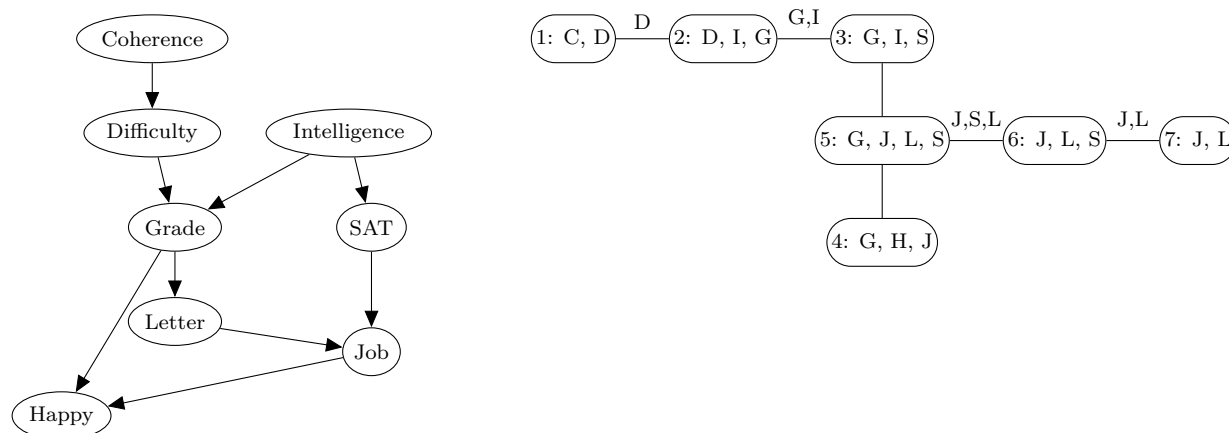 Coherence
Difficulty
Intelligence
Grade
SAT
Letter
Job
Happy
1: C, D
D
2: D, I, G
G,I
3: G, I, S
5: G, J, L, S
J,S,L
6: J, L, S
J,L
7: J, L
4: G, H, J